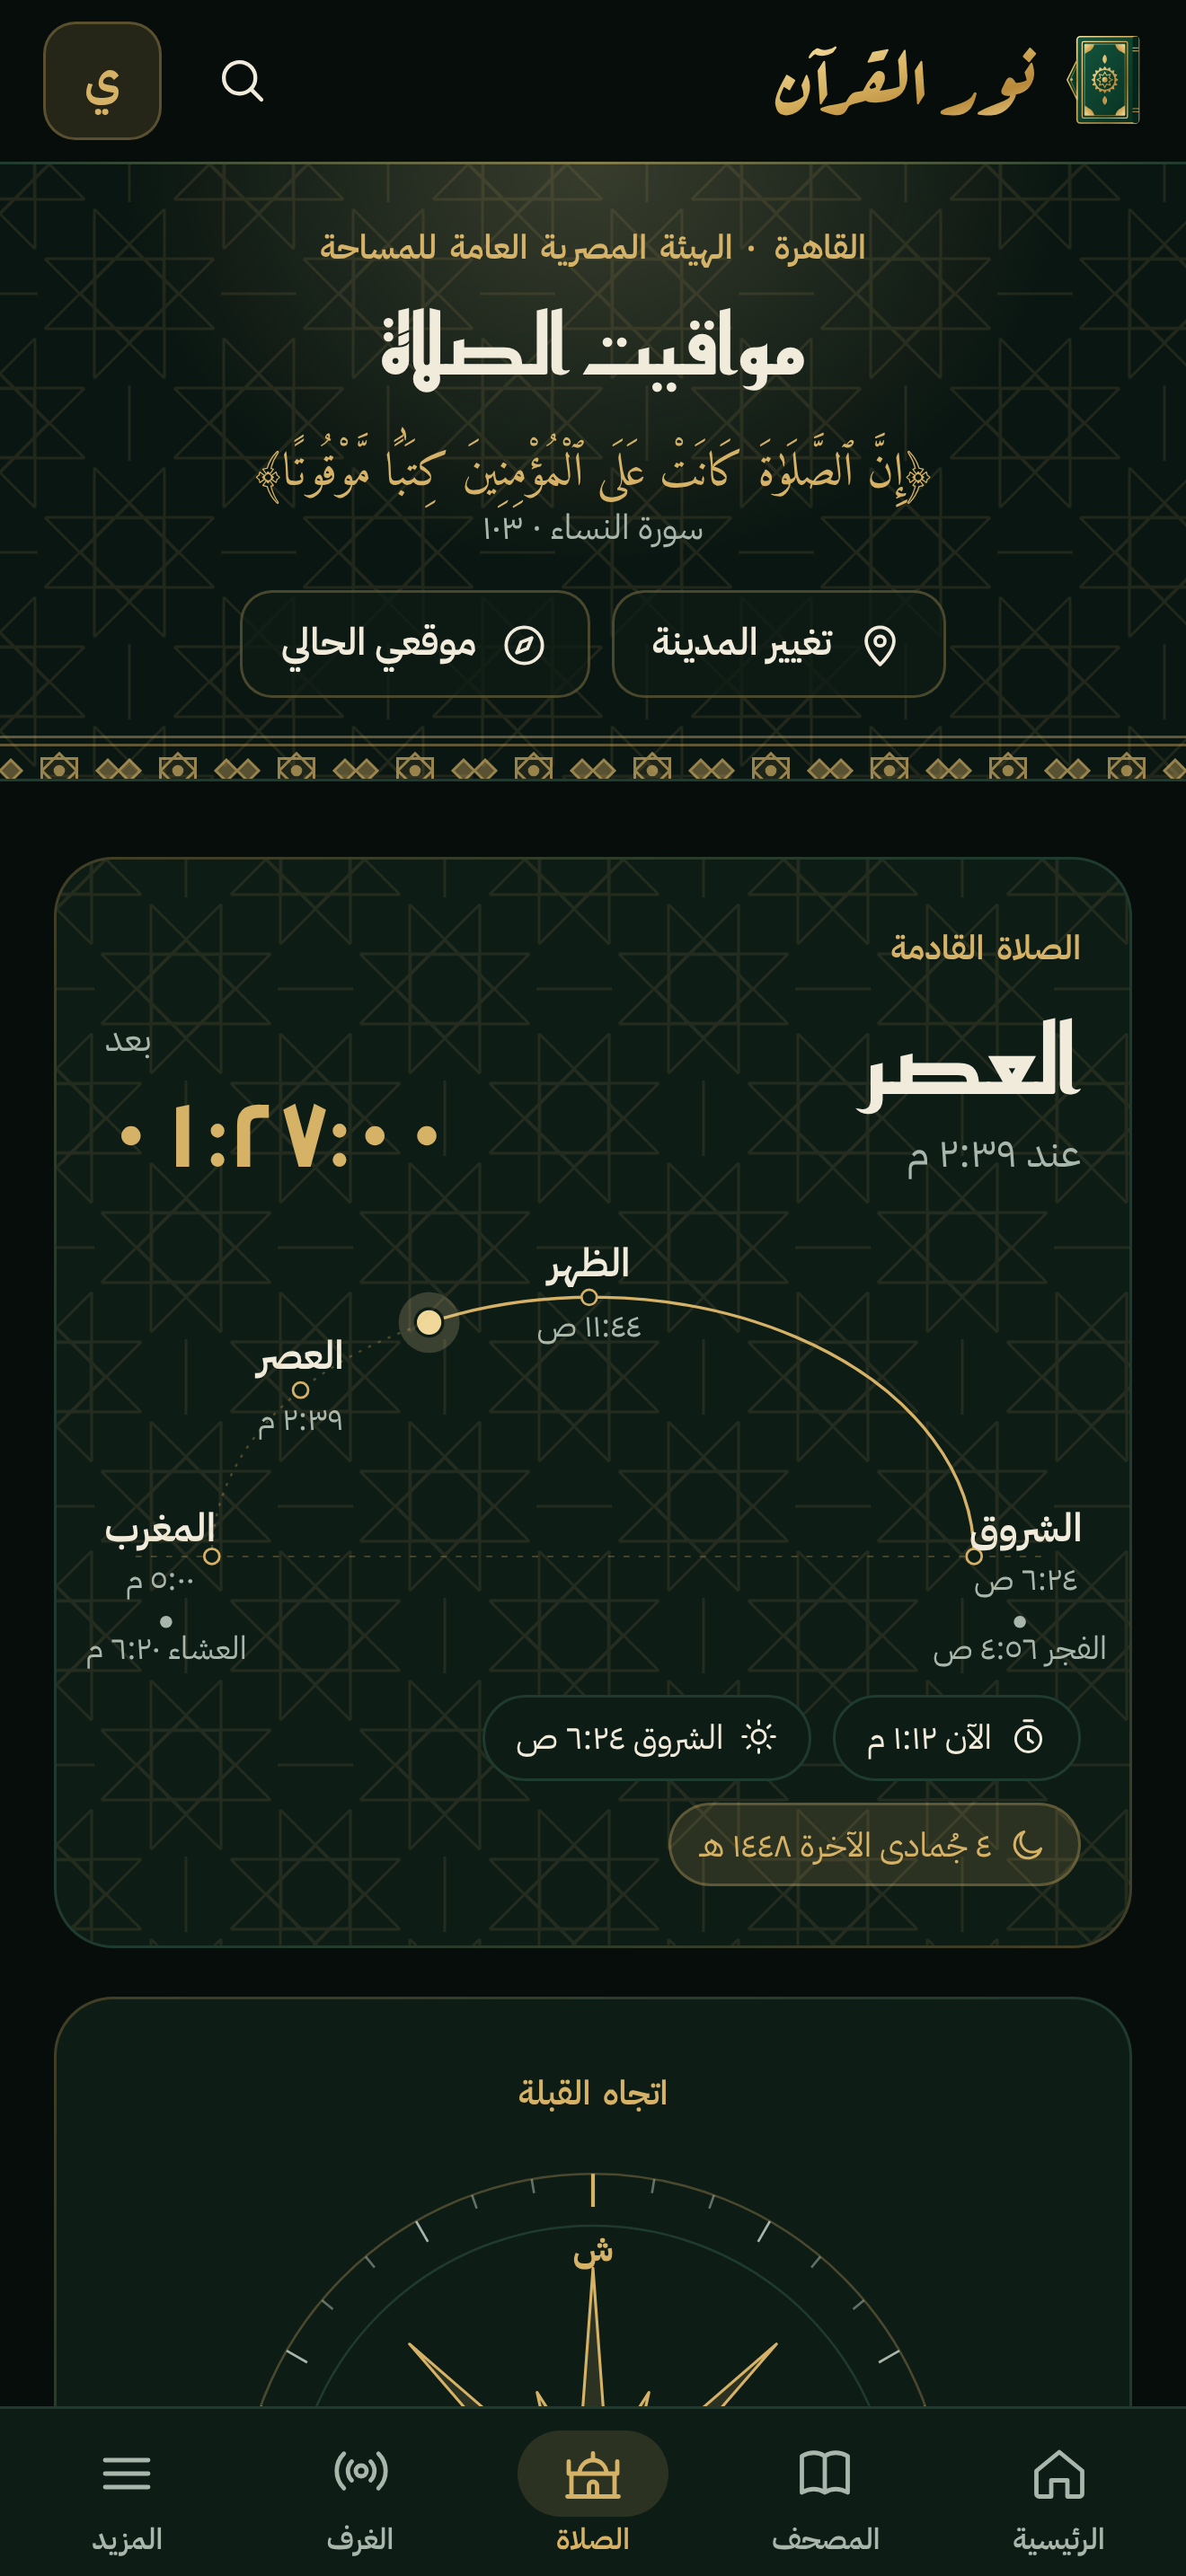 نور القرآن
ي
القاهرة · الهيئة المصرية العامة للمساحة
مواقيت الصلاة
﴿إِنَّ ٱلصَّلَوٰةَ كَانَتْ عَلَى ٱلْمُؤْمِنِينَ كِتَٰبًا مَّوْقُوتًا﴾
سورة النساء · ١٠٣
تغيير المدينة
موقعي الحالي
الصلاة القادمة
العصر
عند ٢:٣٩ م
بعد
٠١:٢٧:٠٠
الظهر
١١:٤٤ ص
العصر
٢:٣٩ م
الشروق
٦:٢٤ ص
المغرب
٥:٠٠ م
الفجر ٤:٥٦ ص
العشاء ٦:٢٠ م
الآن ١:١٢ م
الشروق ٦:٢٤ ص
٤ جُمادى الآخرة ١٤٤٨ هـ
اتجاه القبلة
ش
الرئيسية
المصحف
الصلاة
الغرف
المزيد